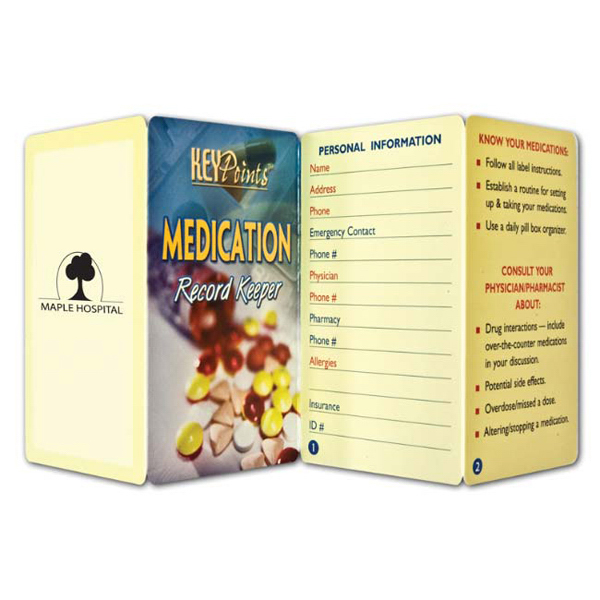 MAPLE HOSPITAL
KEYPoints
MEDICATION
Record Keeper
PERSONAL INFORMATION
Name
Address
Phone
Emergency Contact
Phone #
Physician
Phone #
Pharmacy
Phone #
Allergies
Insurance
ID #
1
KNOW YOUR MEDICATIONS:
▪ Follow all label instructions.
▪ Establish a routine for setting
up & taking your medications.
▪ Use a daily pill box organizer.
CONSULT YOUR
PHYSICIAN/PHARMACIST
ABOUT:
▪ Drug interactions — include
over-the-counter medications
in your discussion.
▪ Potential side effects.
▪ Overdose/missed a dose.
▪ Altering/stopping a medication.
2